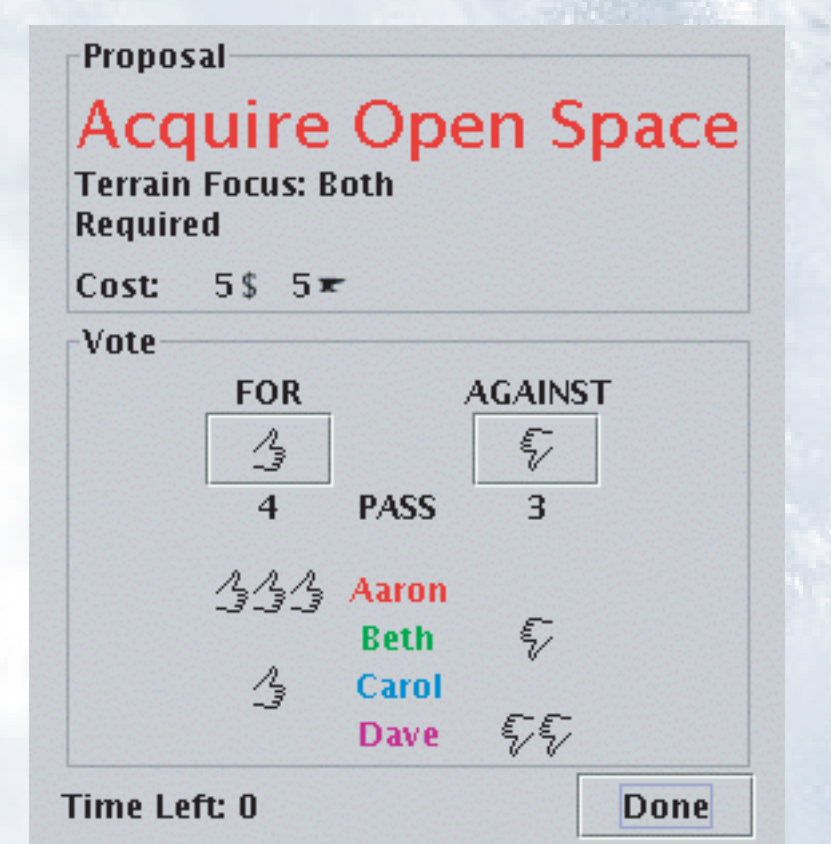 Proposal
Acquire Open Space
Terrain Focus: Both
Required
Cost: 5$ 5
Vote
FOR AGAINST
4 PASS 3
Aaron
Beth
Carol
Dave
Time Left: 0
Done